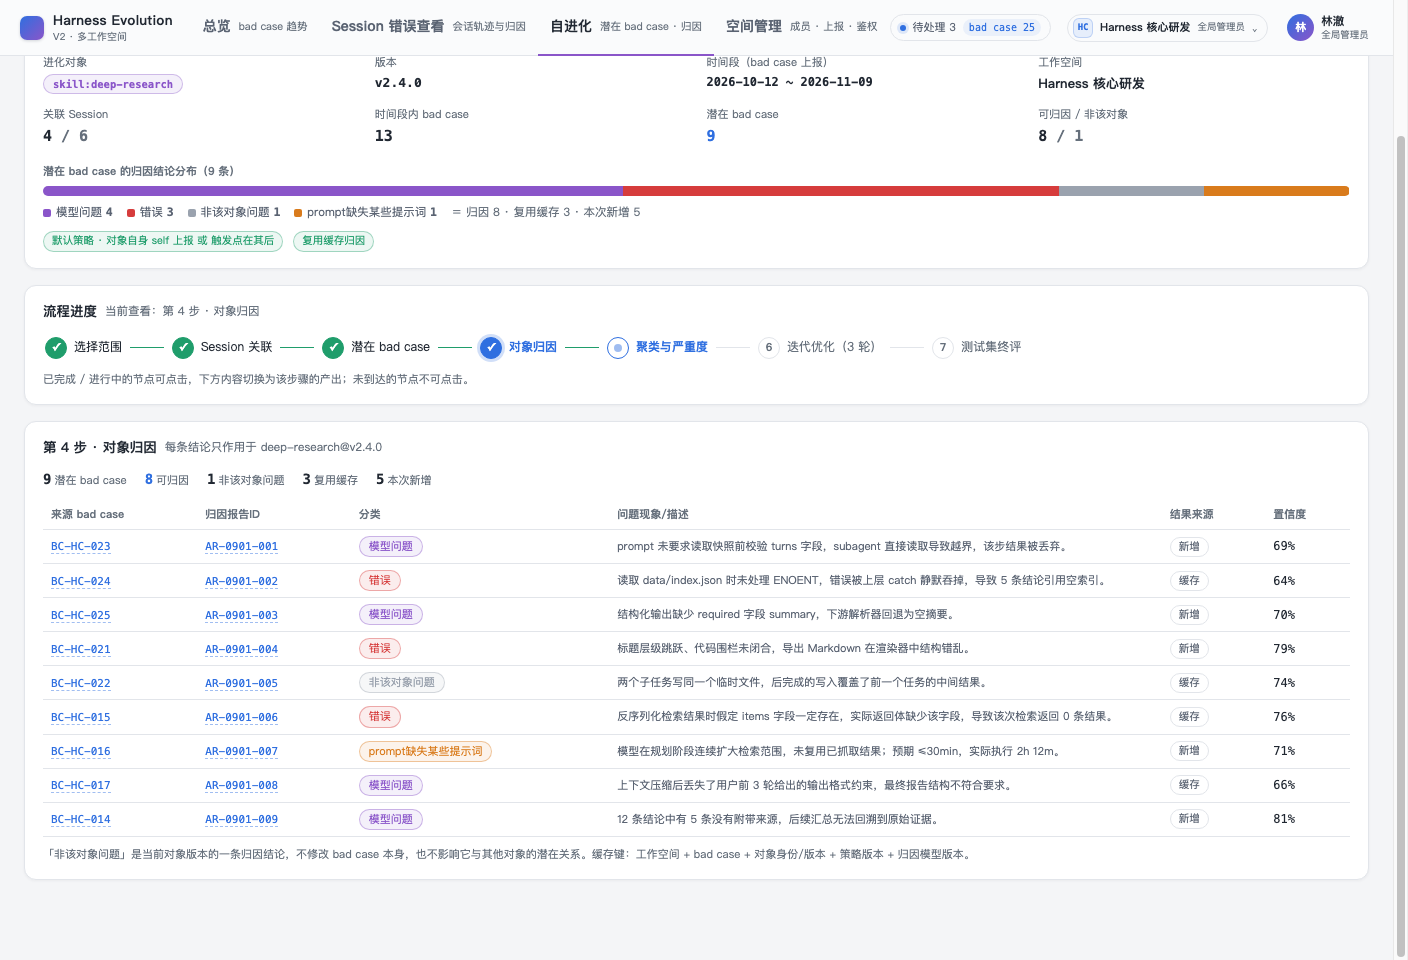 Harness Evolution
V2 · 多工作空间
总览 bad case 趋势
Session 错误查看 会话轨迹与归因
自进化 潜在 bad case · 归因
空间管理 成员 · 上报 · 鉴权
待处理 3 bad case 25
HC Harness 核心研发 全局管理员
林 林澈
全局管理员
进化对象
skill:deep-research
版本
v2.4.0
时间段（bad case 上报）
2026-10-12 ~ 2026-11-09
工作空间
Harness 核心研发
关联 Session
4 / 6
时间段内 bad case
13
潜在 bad case
9
可归因 / 非该对象
8 / 1
潜在 bad case 的归因结论分布（9 条）
模型问题 4 错误 3 非该对象问题 1 prompt缺失某些提示词 1 = 归因 8 · 复用缓存 3 · 本次新增 5
默认策略 · 对象自身 self 上报 或 触发点在其后 复用缓存归因
流程进度 当前查看：第 4 步 · 对象归因
选择范围 Session 关联 潜在 bad case 对象归因 聚类与严重度 6 迭代优化（3 轮） 7 测试集终评
已完成 / 进行中的节点可点击，下方内容切换为该步骤的产出；未到达的节点不可点击。
第 4 步 · 对象归因 每条结论只作用于 deep-research@v2.4.0
9 潜在 bad case 8 可归因 1 非该对象问题 3 复用缓存 5 本次新增
来源 bad case 归因报告ID 分类 问题现象/描述 结果来源 置信度
BC-HC-023 AR-0901-001 模型问题 prompt 未要求读取快照前校验 turns 字段，subagent 直接读取导致越界，该步结果被丢弃。 新增 69%
BC-HC-024 AR-0901-002 错误 读取 data/index.json 时未处理 ENOENT，错误被上层 catch 静默吞掉，导致 5 条结论引用空索引。 缓存 64%
BC-HC-025 AR-0901-003 模型问题 结构化输出缺少 required 字段 summary，下游解析器回退为空摘要。 新增 70%
BC-HC-021 AR-0901-004 错误 标题层级跳跃、代码围栏未闭合，导出 Markdown 在渲染器中结构错乱。 新增 79%
BC-HC-022 AR-0901-005 非该对象问题 两个子任务写同一个临时文件，后完成的写入覆盖了前一个任务的中间结果。 缓存 74%
BC-HC-015 AR-0901-006 错误 反序列化检索结果时假定 items 字段一定存在，实际返回体缺少该字段，导致该次检索返回 0 条结果。 缓存 76%
BC-HC-016 AR-0901-007 prompt缺失某些提示词 模型在规划阶段连续扩大检索范围，未复用已抓取结果；预期 ≤30min，实际执行 2h 12m。 新增 71%
BC-HC-017 AR-0901-008 模型问题 上下文压缩后丢失了用户前 3 轮给出的输出格式约束，最终报告结构不符合要求。 缓存 66%
BC-HC-014 AR-0901-009 模型问题 12 条结论中有 5 条没有附带来源，后续汇总无法回溯到原始证据。 新增 81%
「非该对象问题」是当前对象版本的一条归因结论，不修改 bad case 本身，也不影响它与其他对象的潜在关系。缓存键：工作空间 + bad case + 对象身份/版本 + 策略版本 + 归因模型版本。